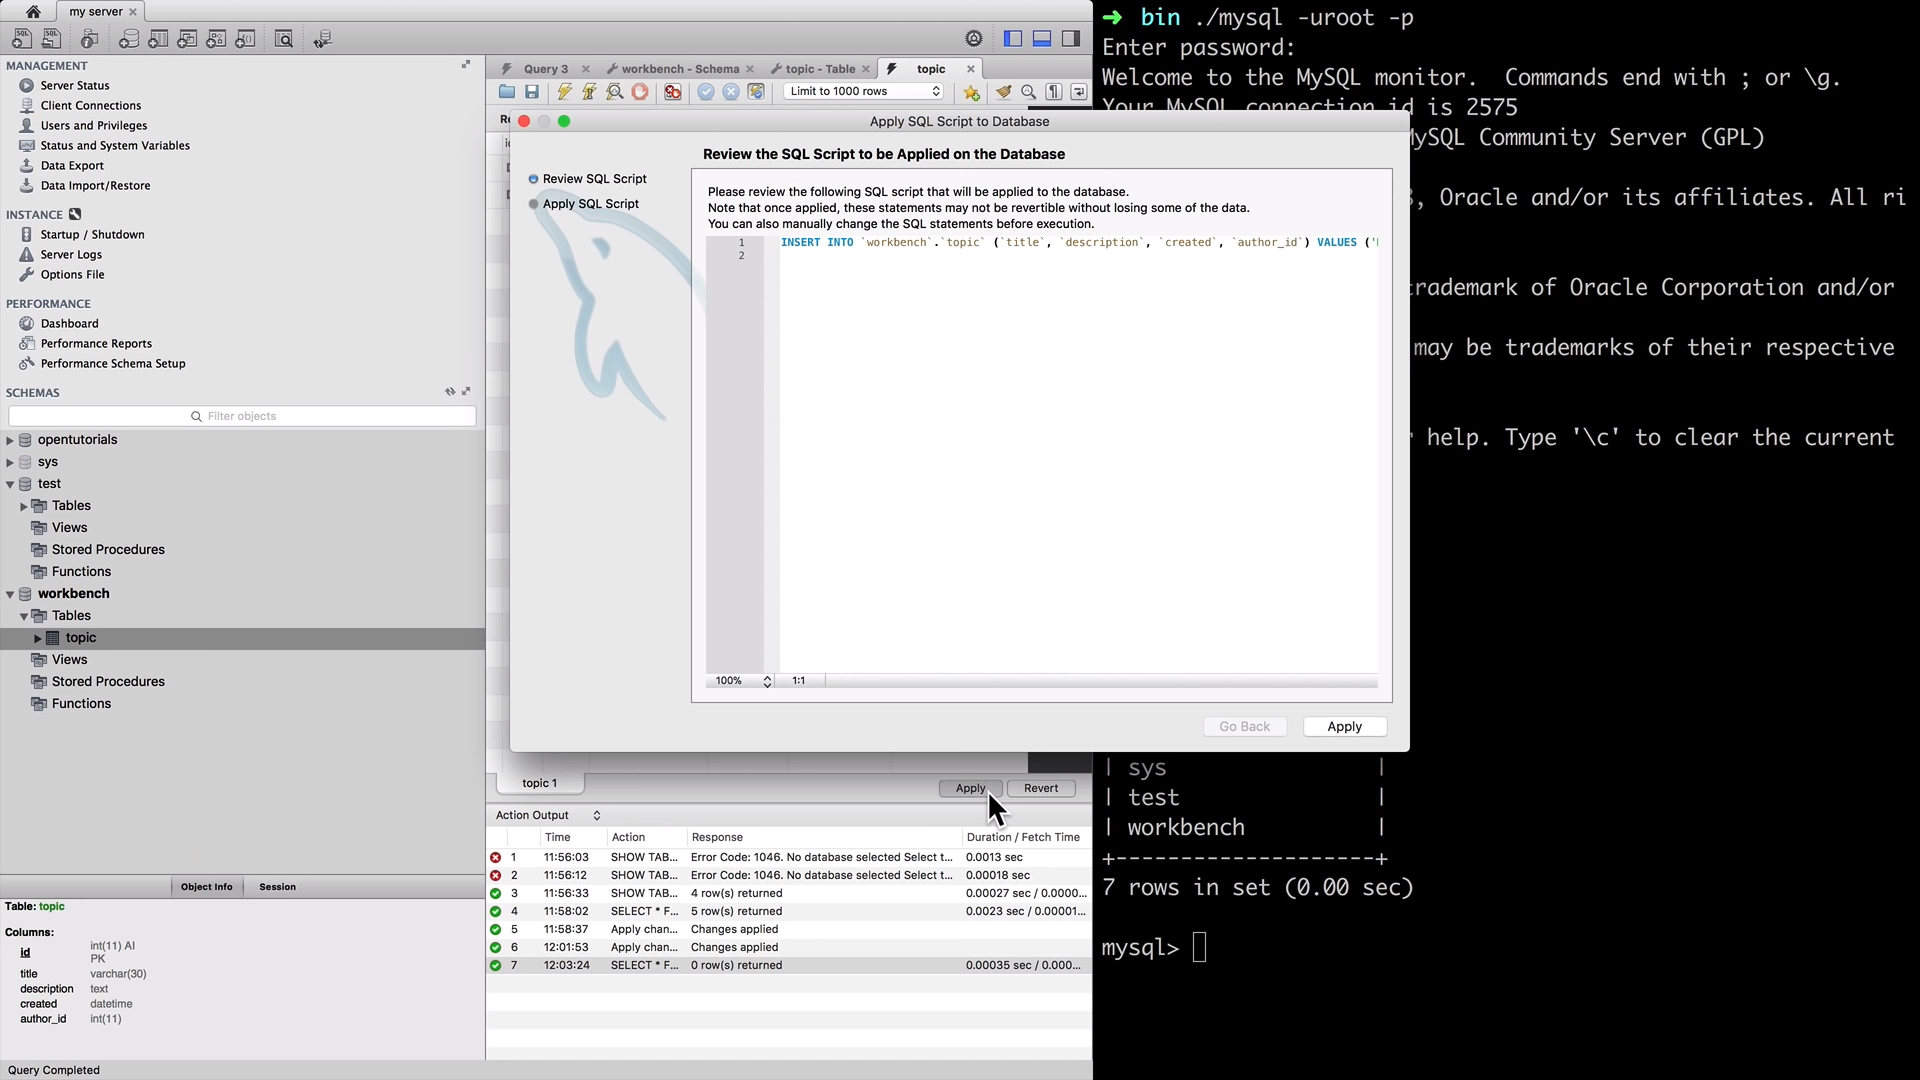 my server
MANAGEMENT
Server Status
Client Connections
Users and Privileges
Status and System Variables
Data Export
Data Import/Restore
INSTANCE
Startup / Shutdown
Server Logs
Options File
PERFORMANCE
Dashboard
Performance Reports
Performance Schema Setup
SCHEMAS
Filter objects
opentutorials
sys
test
Tables
Views
Stored Procedures
Functions
workbench
Tables
topic
Views
Stored Procedures
Functions
Object Info Session
Table: topic
Columns:
id int(11) AI
PK
title varchar(30)
description text
created datetime
author_id int(11)
Query Completed
Query 3 workbench - Schema topic - Table topic
Limit to 1000 rows
Apply SQL Script to Database
Review the SQL Script to be Applied on the Database
Review SQL Script
Apply SQL Script
Please review the following SQL script that will be applied to the database.
Note that once applied, these statements may not be revertible without losing some of the data.
You can also manually change the SQL statements before execution.
1 INSERT INTO `workbench`.`topic` (`title`, `description`, `created`, `author_id`) VALUES ('
2
100% 1:1
Go Back Apply
topic 1 Apply Revert
Action Output
Time Action Response Duration / Fetch Time
1 11:56:03 SHOW TAB... Error Code: 1046. No database selected Select t... 0.0013 sec
2 11:56:12 SHOW TAB... Error Code: 1046. No database selected Select t... 0.00018 sec
3 11:56:33 SHOW TAB... 4 row(s) returned 0.00027 sec / 0.0000...
4 11:58:02 SELECT * F... 5 row(s) returned 0.0023 sec / 0.00001...
5 11:58:37 Apply chan... Changes applied
6 12:01:53 Apply chan... Changes applied
7 12:03:24 SELECT * F... 0 row(s) returned 0.00035 sec / 0.000...
➜ bin ./mysql -uroot -p
Enter password:
Welcome to the MySQL monitor.  Commands end with ; or \g.
Your MySQL connection id is 2575
MySQL Community Server (GPL)
, Oracle and/or its affiliates. All ri
trademark of Oracle Corporation and/or
may be trademarks of their respective
help. Type '\c' to clear the current
| sys |
| test |
| workbench |
+--------------------+
7 rows in set (0.00 sec)
mysql>